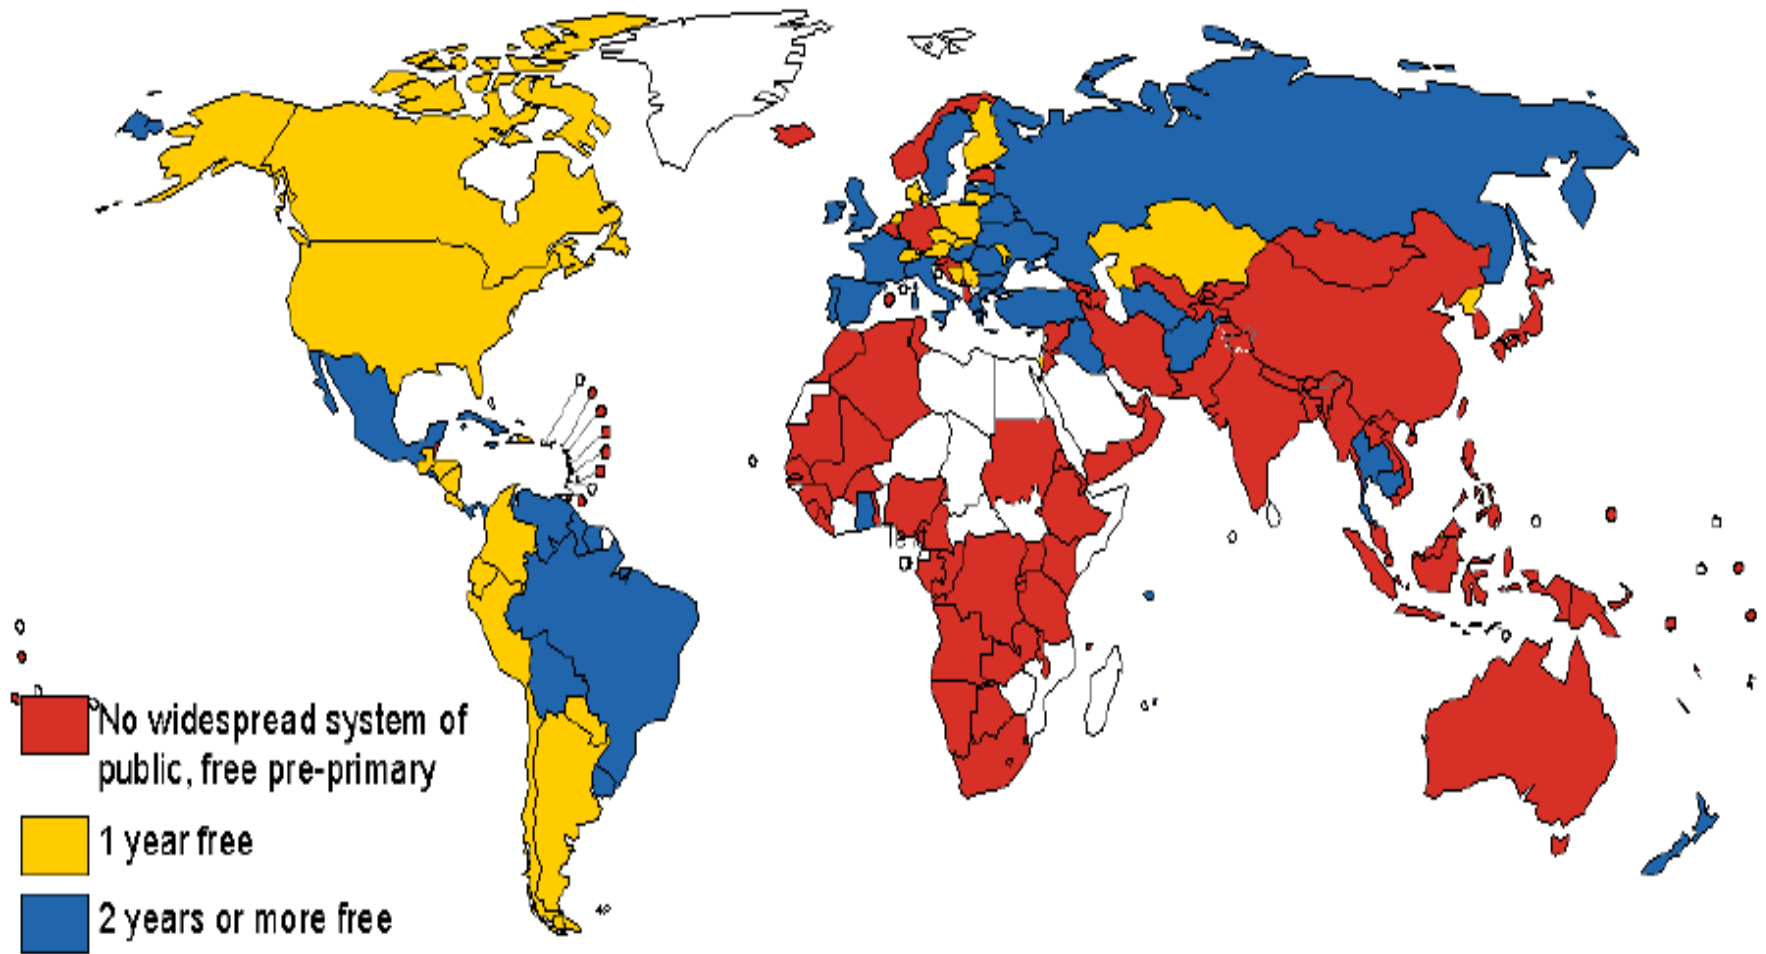 No widespread system of
public, free pre-primary
1 year free
2 years or more free